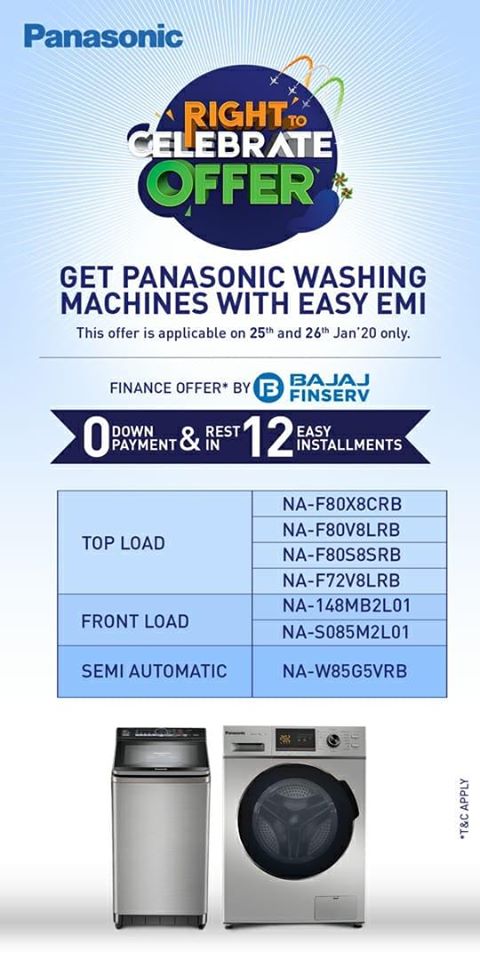 Panasonic
RIGHT TO
CELEBRATE
OFFER
GET PANASONIC WASHING
MACHINES WITH EASY EMI
This offer is applicable on 25th and 26th Jan'20 only.
FINANCE OFFER* BY B BAJAJ FINSERV
0 DOWN PAYMENT & REST IN 12 EASY INSTALLMENTS
TOP LOAD
NA-F80X8CRB
NA-F80V8LRB
NA-F80S8SRB
NA-F72V8LRB
FRONT LOAD
NA-148MB2L01
NA-S085M2L01
SEMI AUTOMATIC
NA-W85G5VRB
Panasonic
*T&C APPLY